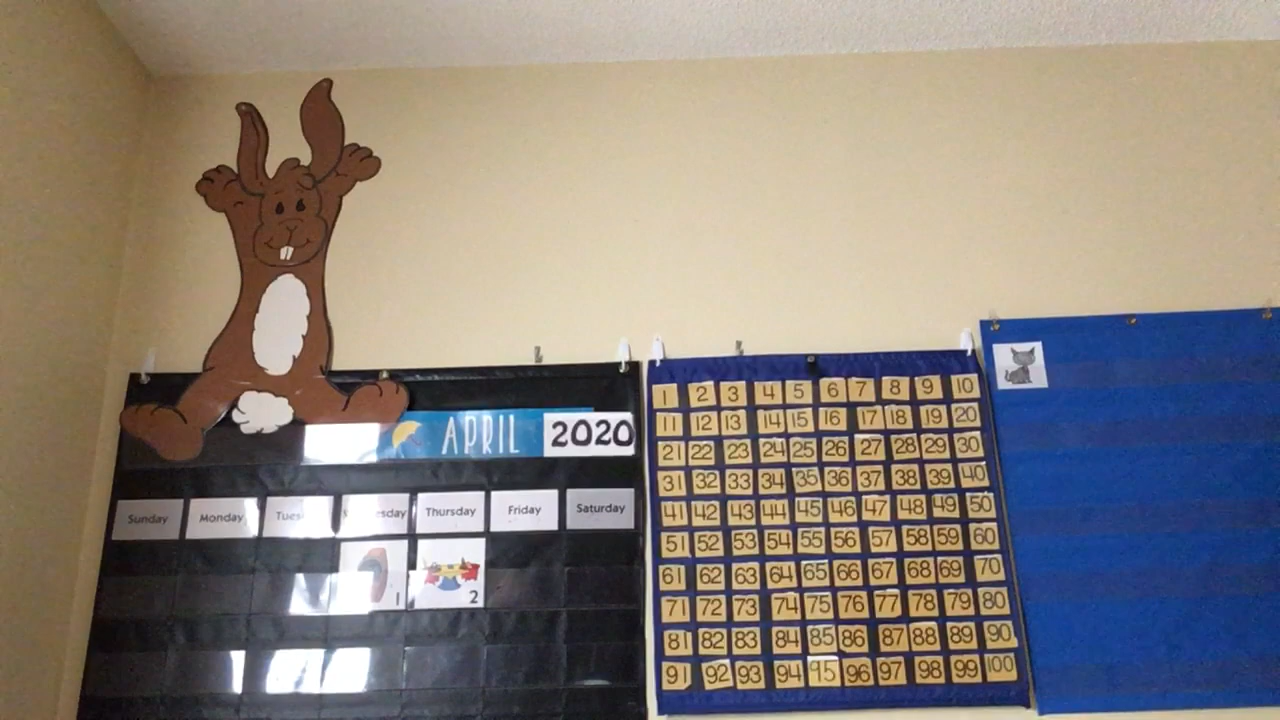 APRIL 2020
Sunday Monday Tues Thursday Friday Saturday
1 2
1 2 3 4 5 6 7 8 9 10
11 12 13 14 15 16 17 18 19 20
21 22 23 24 25 26 27 28 29 30
31 32 33 34 35 36 37 38 39 40
41 42 43 44 45 46 47 48 49 50
51 52 53 54 55 56 57 58 59 60
61 62 63 64 65 66 67 68 69 70
71 72 73 74 75 76 77 78 79 80
81 82 83 84 85 86 87 88 89 90
91 92 93 94 95 96 97 98 99 100